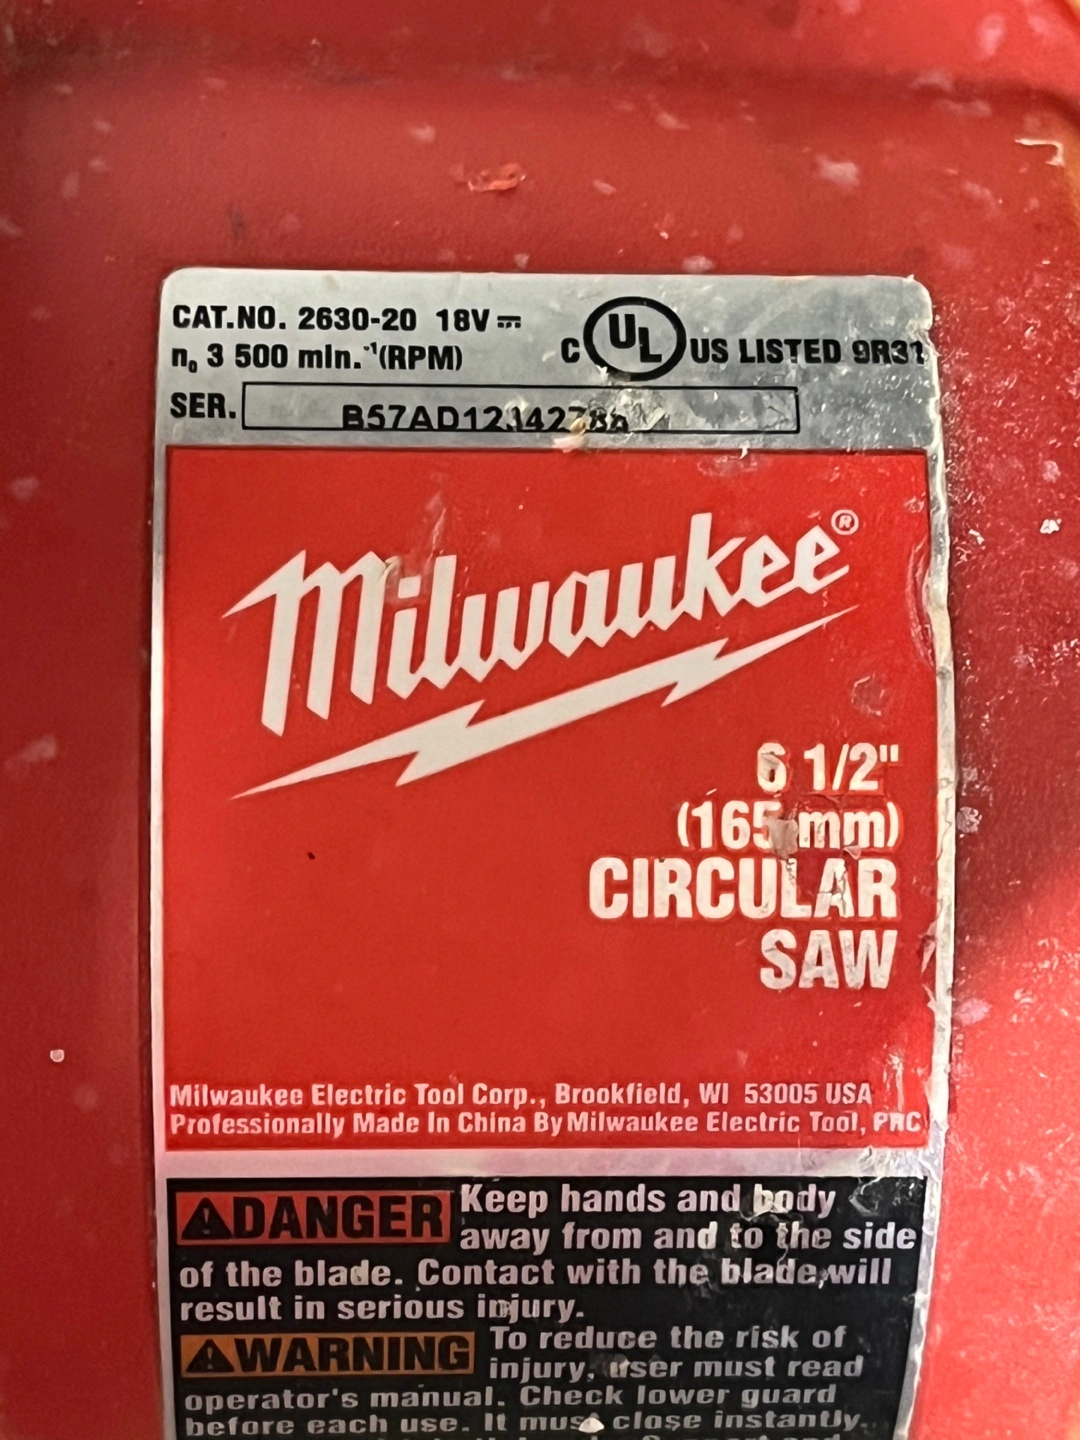 CAT.NO. 2630-20 18V ⎓
n₀ 3 500 min.⁻¹(RPM)
C UL US LISTED 9R31
SER.
Milwaukee®
6 1/2"
(165 mm)
CIRCULAR
SAW
Milwaukee Electric Tool Corp., Brookfield, WI 53005 USA
Professionally Made In China By Milwaukee Electric Tool, PRC
DANGER Keep hands and body
away from and to the side
of the blade. Contact with the blade will
result in serious injury.
WARNING To reduce the risk of
injury, user must read
operator's manual. Check lower guard
before each use. It must close instantly.